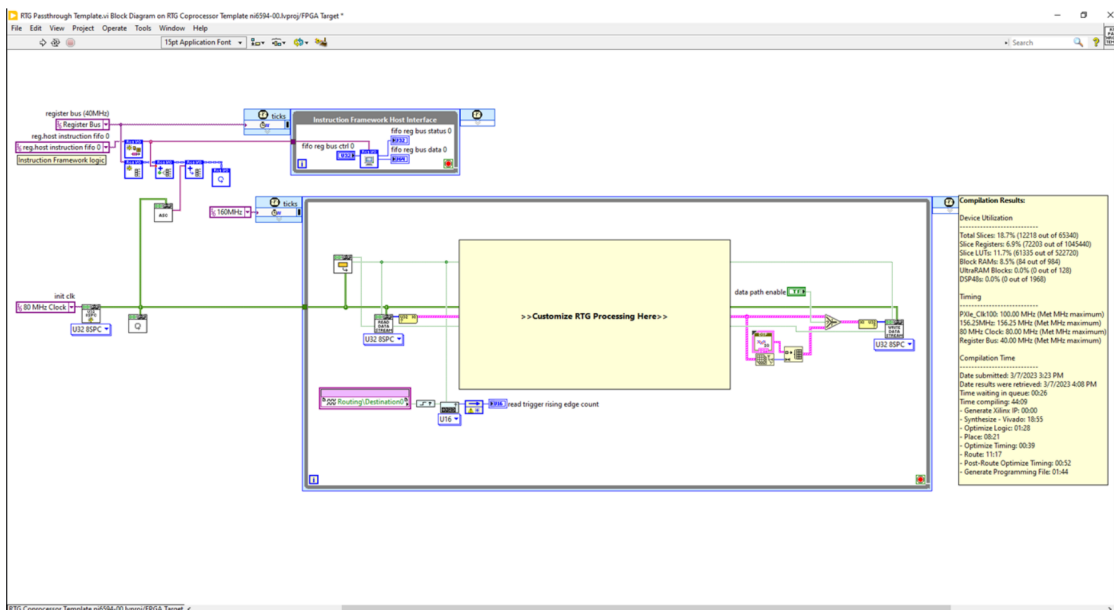 RTG Passthrough Template.vi Block Diagram on RTG Coprocessor Template ni6594-00.lvproj/FPGA Target *
File Edit View Project Operate Tools Window Help
15pt Application Font
Search
register bus (40MHz)
Register Bus
reg.host instruction fifo 0
reg.host instruction fifo 0
Instruction Framework logic
ticks
Instruction Framework Host Interface
fifo reg bus status 0
fifo reg bus ctrl 0
U32
U32
fifo reg bus data 0
ASC
160MHz
ticks
init clk
80 MHz Clock
U32 8SPC
READ DATA STREAM
U32 8SPC
>>Customize RTG Processing Here>>
data path enable
TF
WRITE DATA STREAM
U32 8SPC
Routing\Destination0
U16
U16
read trigger rising edge count
Compilation Results:
Device Utilization
---------------------------
Total Slices: 18.7% (12218 out of 65340)
Slice Registers: 6.9% (72203 out of 1045440)
Slice LUTs: 11.7% (61335 out of 522720)
Block RAMs: 8.5% (84 out of 984)
UltraRAM Blocks: 0.0% (0 out of 128)
DSP48s: 0.0% (0 out of 1968)
Timing
---------------------------
PXIe_Clk100: 100.00 MHz (Met MHz maximum)
156.25MHz: 156.25 MHz (Met MHz maximum)
80 MHz Clock: 80.00 MHz (Met MHz maximum)
Register Bus: 40.00 MHz (Met MHz maximum)
Compilation Time
---------------------------
Date submitted: 3/7/2023 3:23 PM
Date results were retrieved: 3/7/2023 4:08 PM
Time waiting in queue: 00:26
Time compiling: 44:09
- Generate Xilinx IP: 00:00
- Synthesize - Vivado: 18:55
- Optimize Logic: 01:28
- Place: 08:21
- Optimize Timing: 00:39
- Route: 11:17
- Post-Route Optimize Timing: 00:52
- Generate Programming File: 01:44
RTG Coprocessor Template ni6594-00.lvproj/FPGA Target